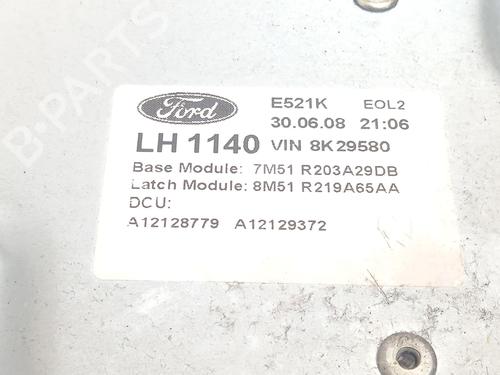 B-PARTS
Ford
E521K EOL2
30.06.08 21:06
LH 1140 VIN 8K29580
Base Module: 7M51 R203A29DB
Latch Module: 8M51 R219A65AA
DCU:
A12128779 A12129372